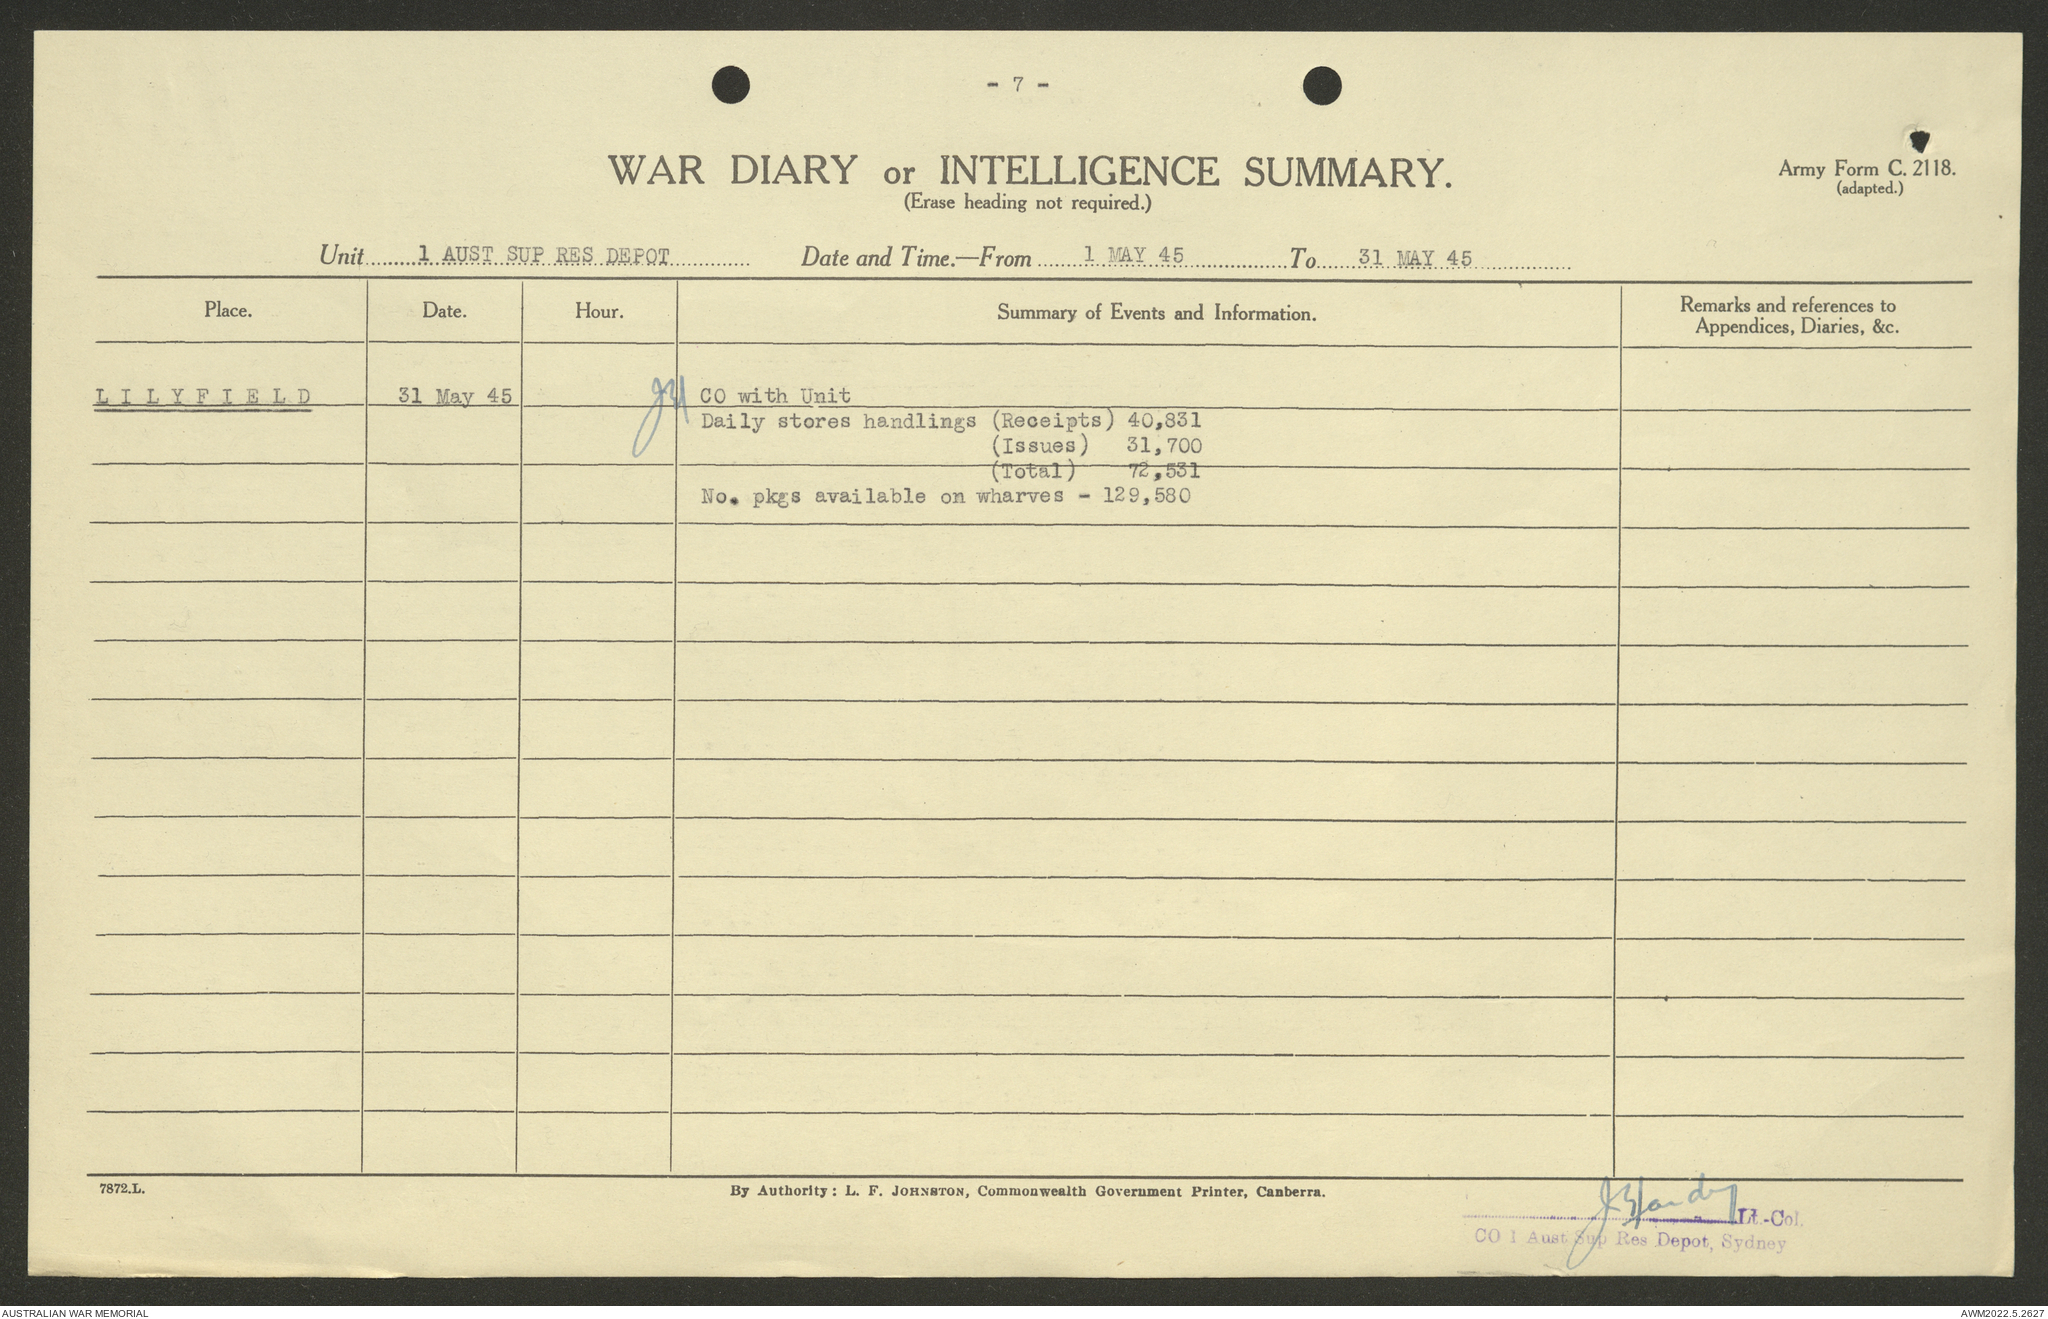 - 7 -
WAR DIARY or INTELLIGENCE SUMMARY.
(Erase heading not required.)
Army Form C. 2118.
(adapted.)
Unit 1 AUST SUP RES DEPOT Date and Time.—From 1 MAY 45 To 31 MAY 45
Place. Date. Hour. Summary of Events and Information. Remarks and references to
Appendices, Diaries, &c.
LILYFIELD 31 May 45 CO with Unit
Daily stores handlings (Receipts) 40,831
(Issues) 31,700
(Total) 72,531
No. pkgs available on wharves - 129,580
7872.L. By Authority: L. F. JOHNSTON, Commonwealth Government Printer, Canberra.
Lt.-Col.
CO 1 Aust Sup Res Depot, Sydney
AUSTRALIAN WAR MEMORIAL AWM2022.5.2627